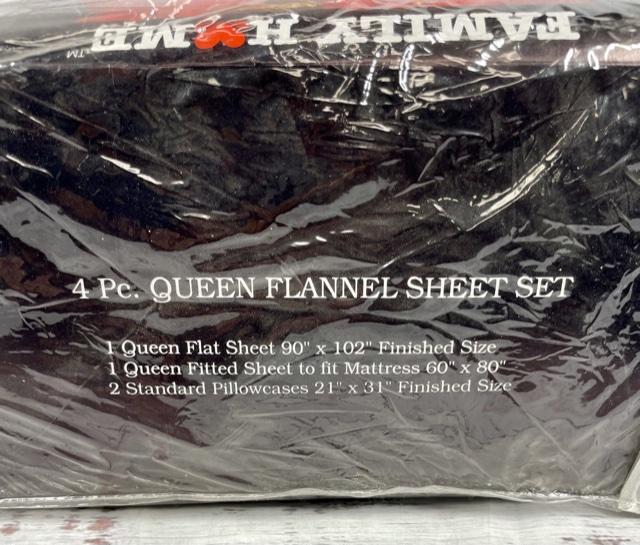 FAMILY HOME™
4 Pc. QUEEN FLANNEL SHEET SET
1 Queen Flat Sheet 90" x 102" Finished Size
1 Queen Fitted Sheet to fit Mattress 60" x 80"
2 Standard Pillowcases 21" x 31" Finished Size